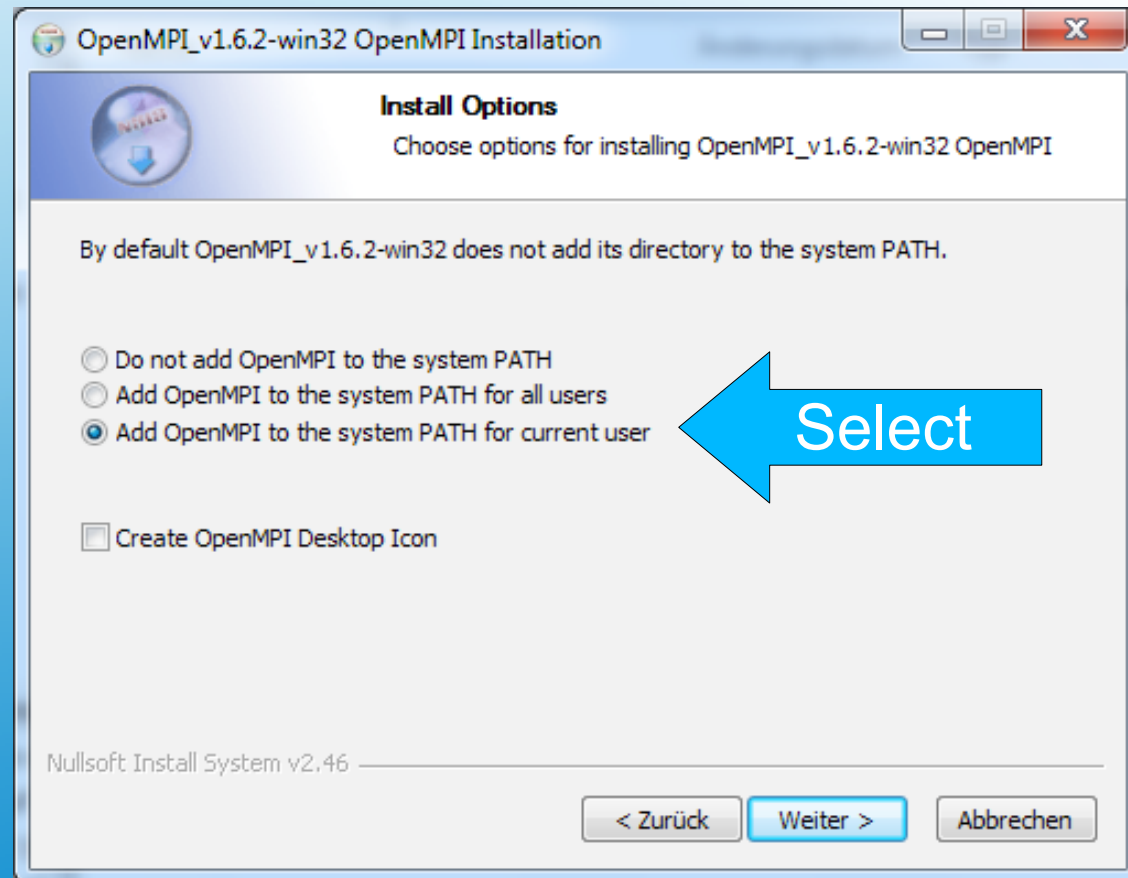 OpenMPI_v1.6.2-win32 OpenMPI Installation
Install Options
Choose options for installing OpenMPI_v1.6.2-win32 OpenMPI
By default OpenMPI_v1.6.2-win32 does not add its directory to the system PATH.
Do not add OpenMPI to the system PATH
Add OpenMPI to the system PATH for all users
Add OpenMPI to the system PATH for current user
Select
Create OpenMPI Desktop Icon
Nullsoft Install System v2.46
< Zurück
Weiter >
Abbrechen